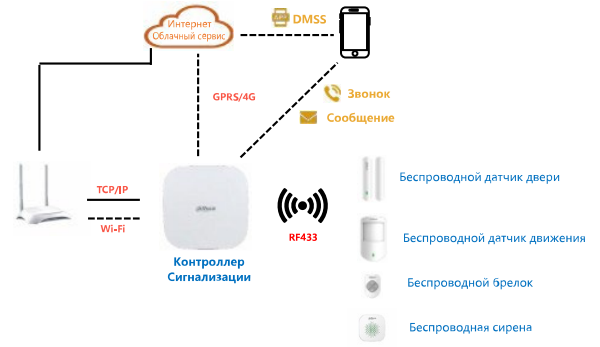 Интернет
Облачный сервис
DMSS
GPRS/4G
Звонок
Сообщение
TCP/IP
Wi-Fi
alhua
RF433
Контроллер
Сигнализации
Беспроводной датчик двери
Беспроводной датчик движения
Беспроводной брелок
Беспроводная сирена